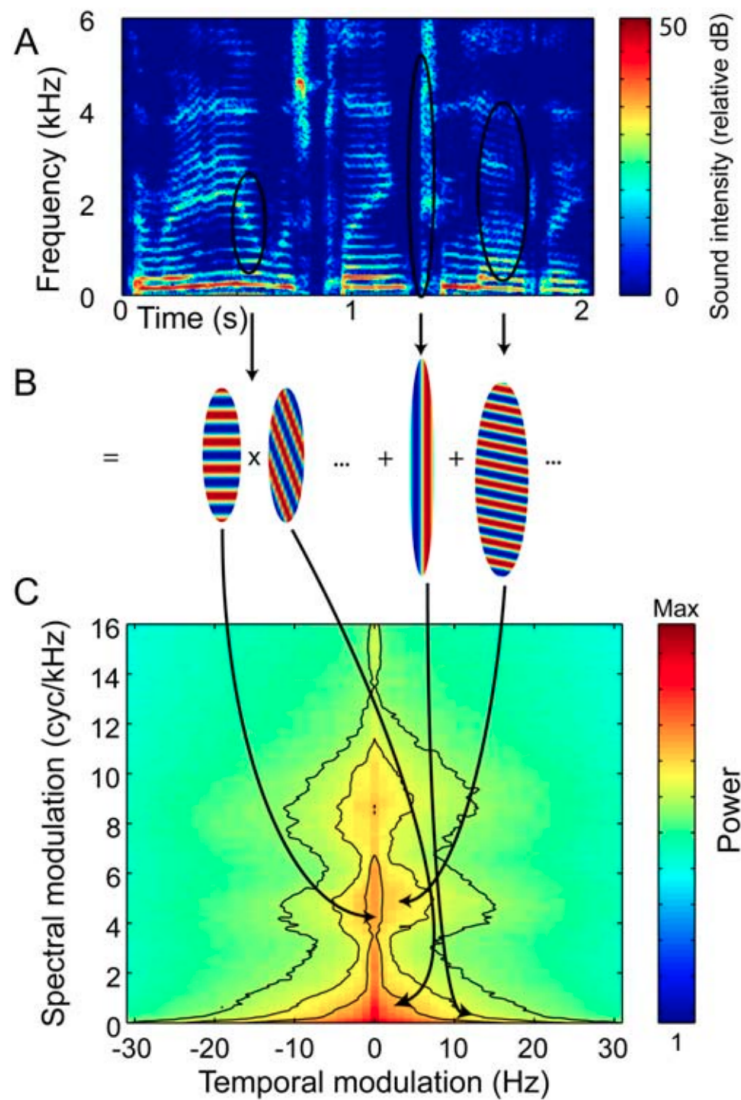 A
Frequency (kHz)
6
4
2
0
0
1
2
Time (s)
50
0
Sound intensity (relative dB)
B
= x ... + + ...
C
Spectral modulation (cyc/kHz)
16
14
12
10
8
6
4
2
0
-30 -20 -10 0 10 20 30
Temporal modulation (Hz)
Max
1
Power